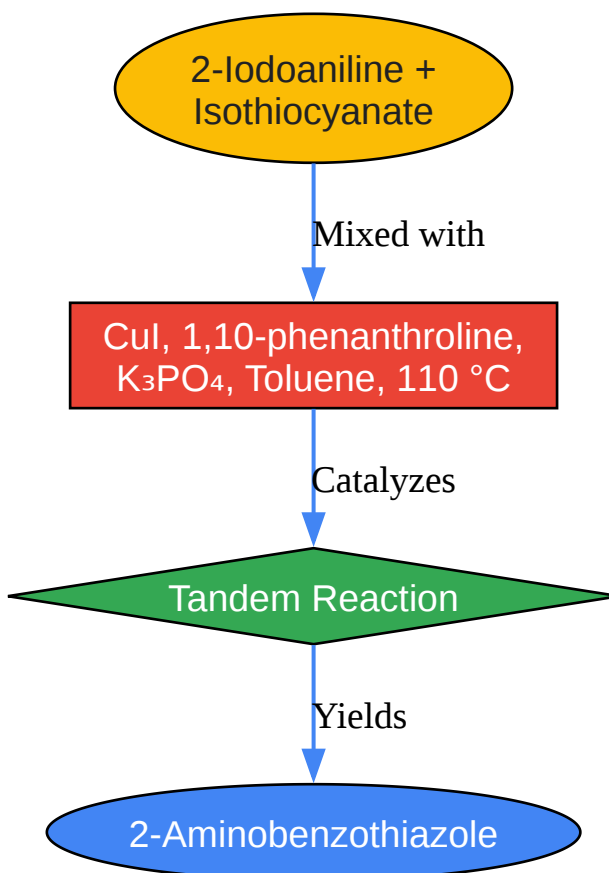 2-Iodoaniline +
Isothiocyanate
Mixed with
CuI, 1,10-phenanthroline,
K₃PO₄, Toluene, 110 °C
Catalyzes
Tandem Reaction
Yields
2-Aminobenzothiazole